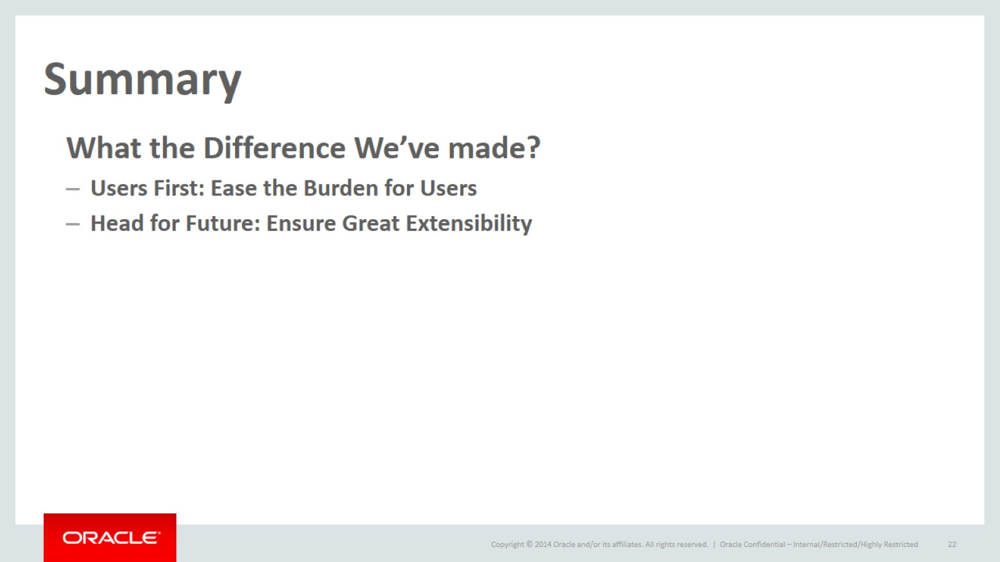 Summary
What the Difference We’ve made?
– Users First: Ease the Burden for Users
– Head for Future: Ensure Great Extensibility
ORACLE®
Copyright © 2014 Oracle and/or its affiliates. All rights reserved. | Oracle Confidential – Internal/Restricted/Highly Restricted 22